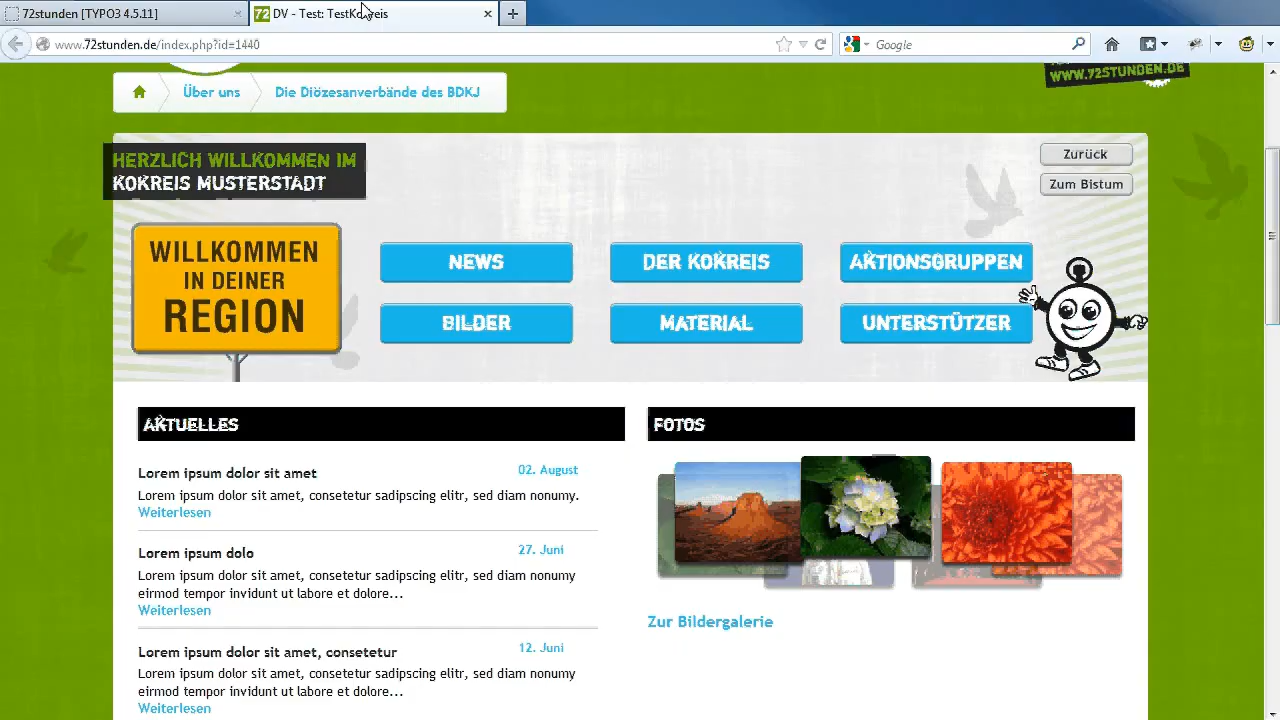 72stunden [TYPO3 4.5.11]
72 DV - Test: TestKokreis
www.72stunden.de/index.php?id=1440
Google
WWW.72STUNDEN.DE
Über uns
Die Diözesanverbände des BDKJ
HERZLICH WILLKOMMEN IM
KOKREIS MUSTERSTADT
Zurück
Zum Bistum
WILLKOMMEN
IN DEINER
REGION
NEWS
DER KOKREIS
AKTIONSGRUPPEN
BILDER
MATERIAL
UNTERSTÜTZER
AKTUELLES
Lorem ipsum dolor sit amet
02. August
Lorem ipsum dolor sit amet, consetetur sadipscing elitr, sed diam nonumy.
Weiterlesen
Lorem ipsum dolo
27. Juni
Lorem ipsum dolor sit amet, consetetur sadipscing elitr, sed diam nonumy
eirmod tempor invidunt ut labore et dolore...
Weiterlesen
Lorem ipsum dolor sit amet, consetetur
12. Juni
Lorem ipsum dolor sit amet, consetetur sadipscing elitr, sed diam nonumy
eirmod tempor invidunt ut labore et dolore...
Weiterlesen
FOTOS
Zur Bildergalerie